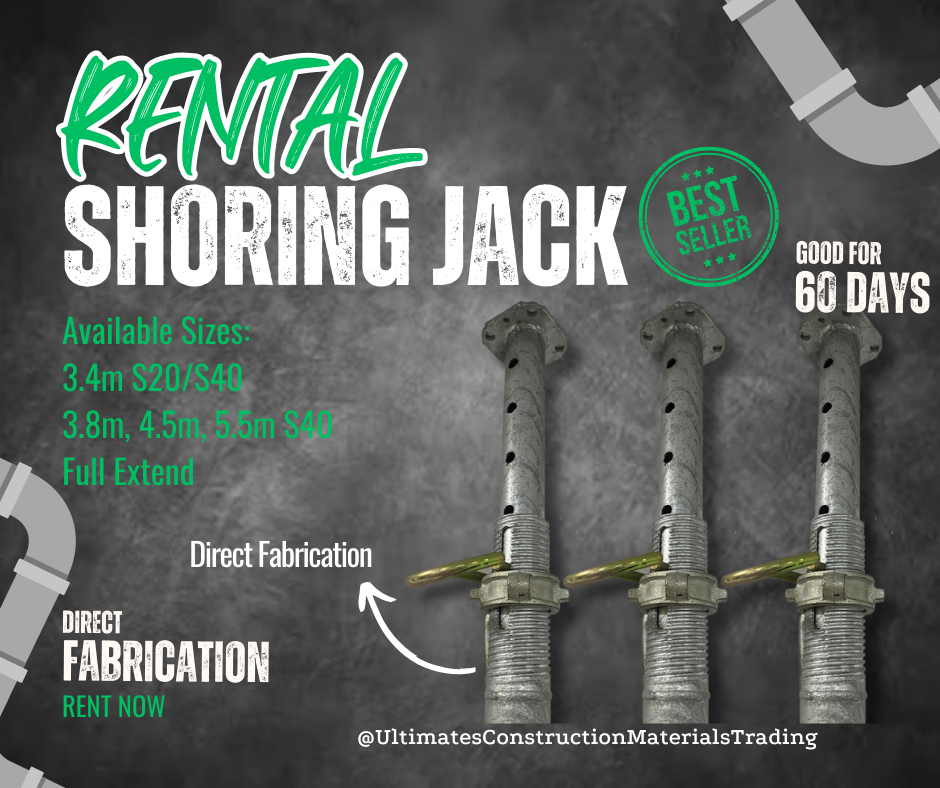 RENTAL
SHORING JACK
BEST
SELLER
GOOD FOR
60 DAYS
Available Sizes:
3.4m S20/S40
3.8m, 4.5m, 5.5m S40
Full Extend
Direct Fabrication
DIRECT
FABRICATION
RENT NOW
@UltimatesConstructionMaterialsTrading